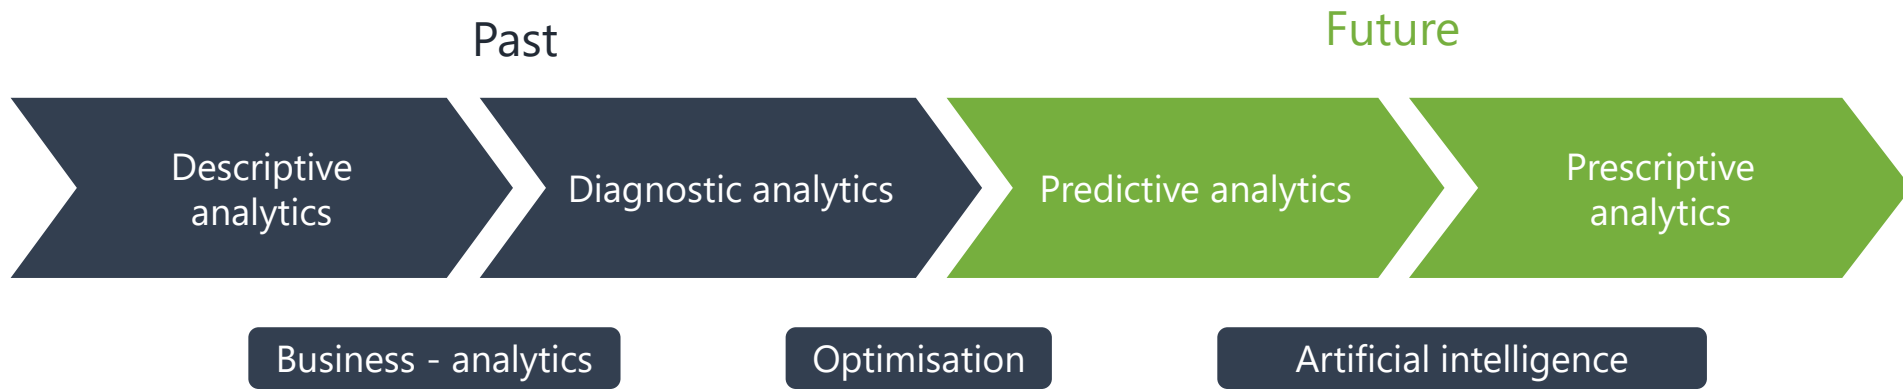 Past
Future
Descriptive
analytics
Diagnostic analytics
Predictive analytics
Prescriptive
analytics
Business - analytics
Optimisation
Artificial intelligence